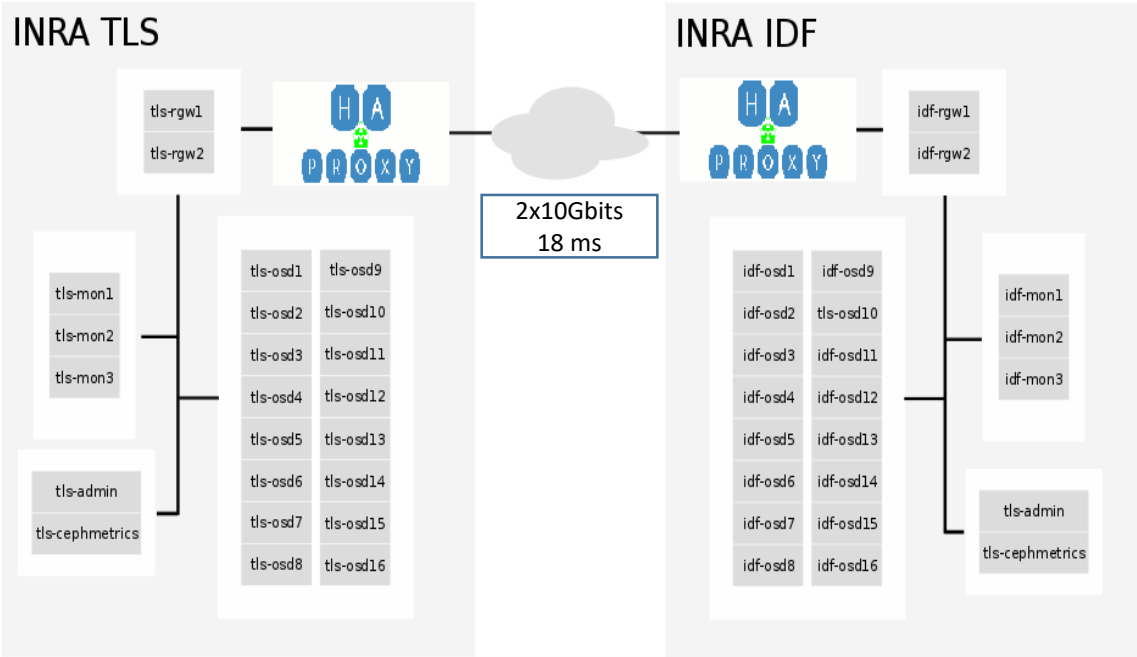 INRA TLS
tls-rgw1
tls-rgw2
HA
PROXY
tls-mon1
tls-mon2
tls-mon3
tls-admin
tls-cephmetrics
tls-osd1 tls-osd9
tls-osd2 tls-osd10
tls-osd3 tls-osd11
tls-osd4 tls-osd12
tls-osd5 tls-osd13
tls-osd6 tls-osd14
tls-osd7 tls-osd15
tls-osd8 tls-osd16
2x10Gbits
18 ms
INRA IDF
HA
PROXY
idf-rgw1
idf-rgw2
idf-osd1 idf-osd9
idf-osd2 tls-osd10
idf-osd3 idf-osd11
idf-osd4 idf-osd12
idf-osd5 idf-osd13
idf-osd6 idf-osd14
idf-osd7 idf-osd15
idf-osd8 idf-osd16
idf-mon1
idf-mon2
idf-mon3
tls-admin
tls-cephmetrics